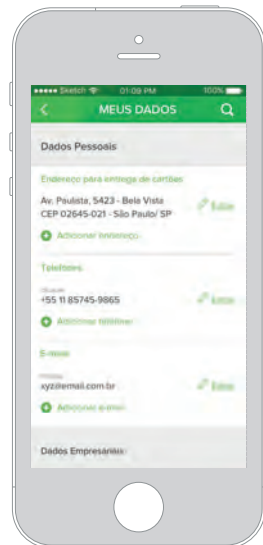 Sketch 01:09 PM 100%
MEUS DADOS
Dados Pessoais
Endereço para entrega de cartões
Av. Paulista, 5423 - Bela Vista
CEP 02645-021 - São Paulo/ SP
Editar
Adicionar endereço
Telefones
+55 11 85745-9865
Editar
Adicionar telefone
E-mails
xyz@email.com.br
Editar
Adicionar e-mail
Dados Empresariais